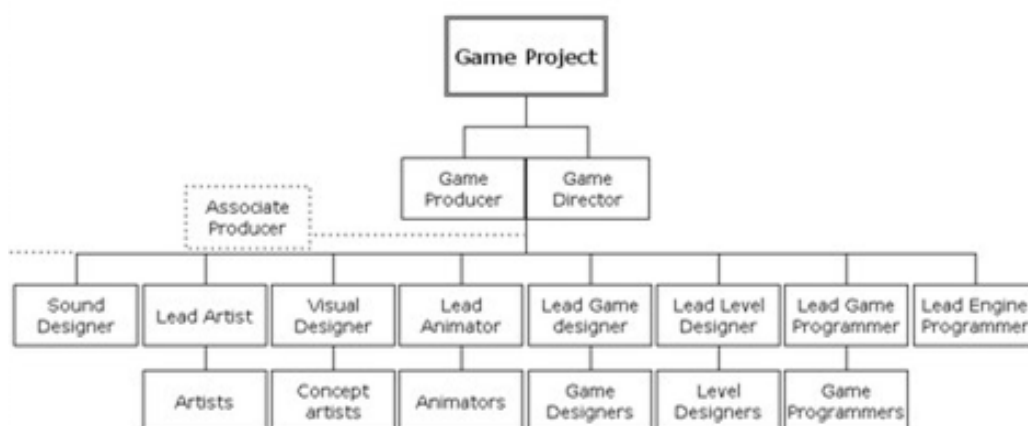 Game Project
Game
Producer
Game
Director
Associate
Producer
Sound
Designer
Lead Artist
Visual
Designer
Lead
Animator
Lead Game
designer
Lead Level
Designer
Lead Game
Programmer
Lead Engine
Programmer
Artists
Concept
artists
Animators
Game
Designers
Level
Designers
Game
Programmers